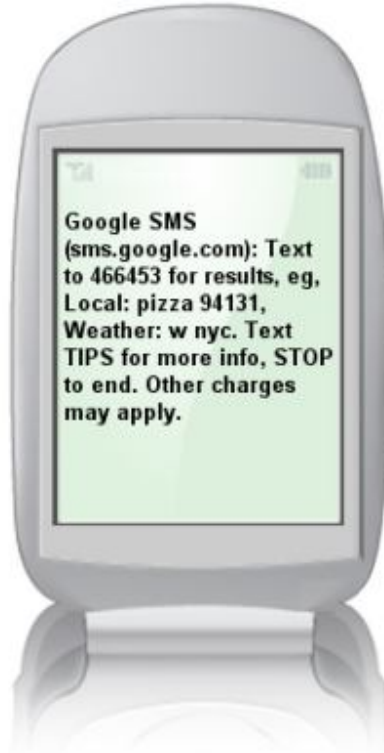 Google SMS
(sms.google.com): Text
to 466453 for results, eg,
Local: pizza 94131,
Weather: w nyc. Text
TIPS for more info, STOP
to end. Other charges
may apply.